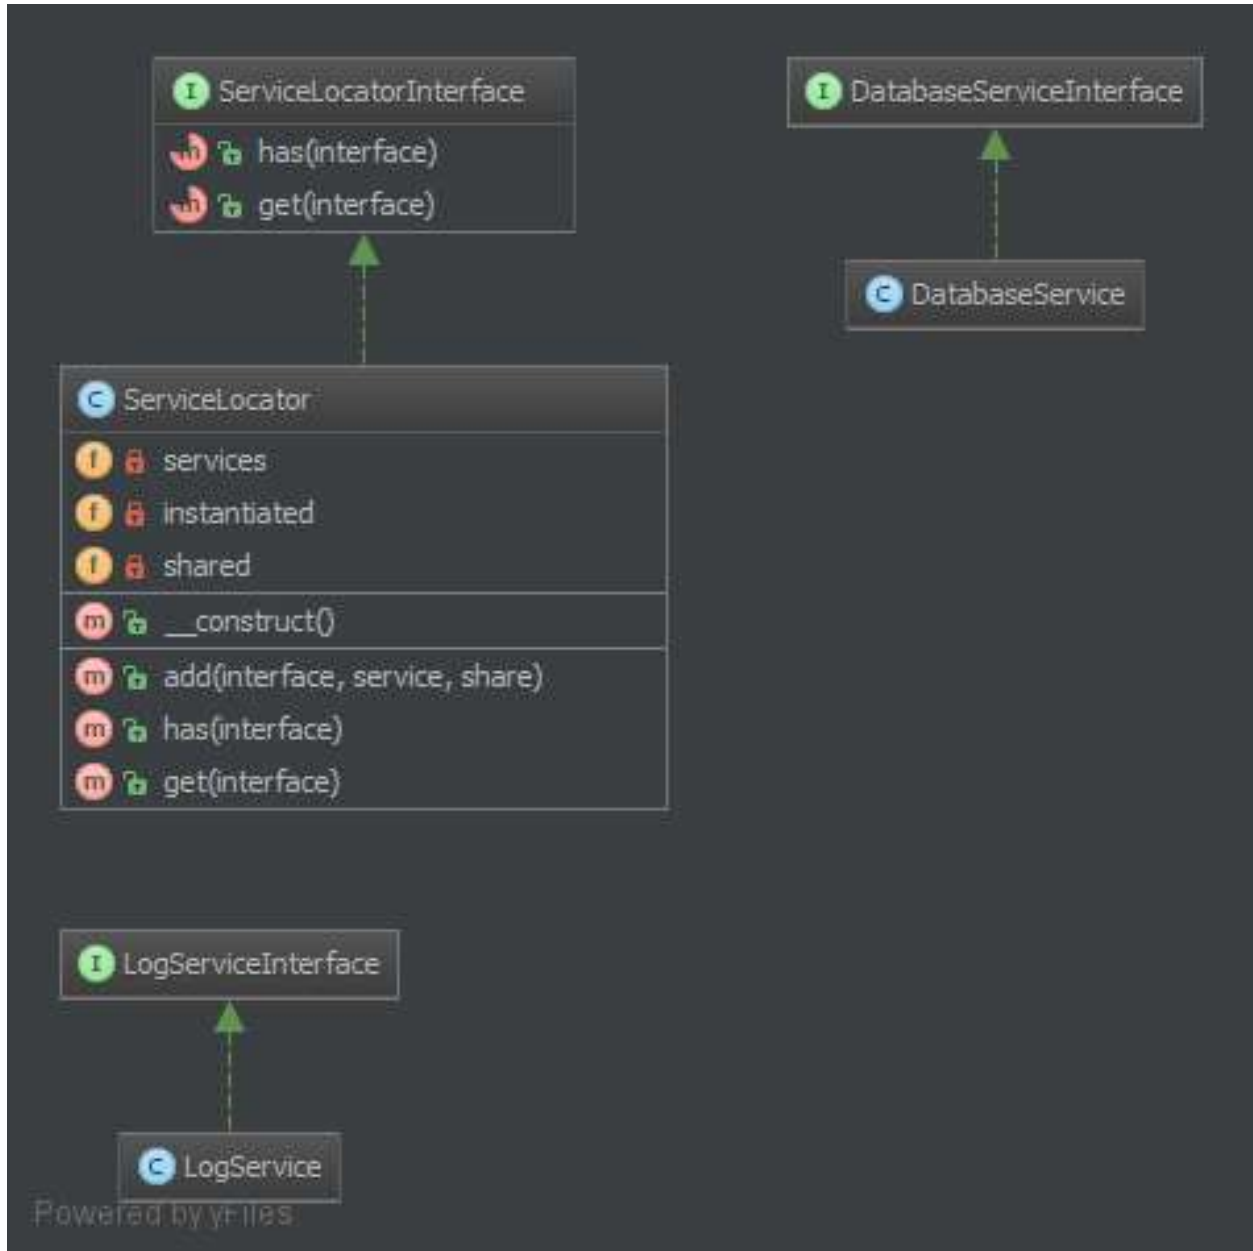 I ServiceLocatorInterface
m has(interface)
m get(interface)
I DatabaseServiceInterface
C DatabaseService
C ServiceLocator
f services
f instantiated
f shared
m __construct()
m add(interface, service, share)
m has(interface)
m get(interface)
I LogServiceInterface
C LogService
Powered by yFiles